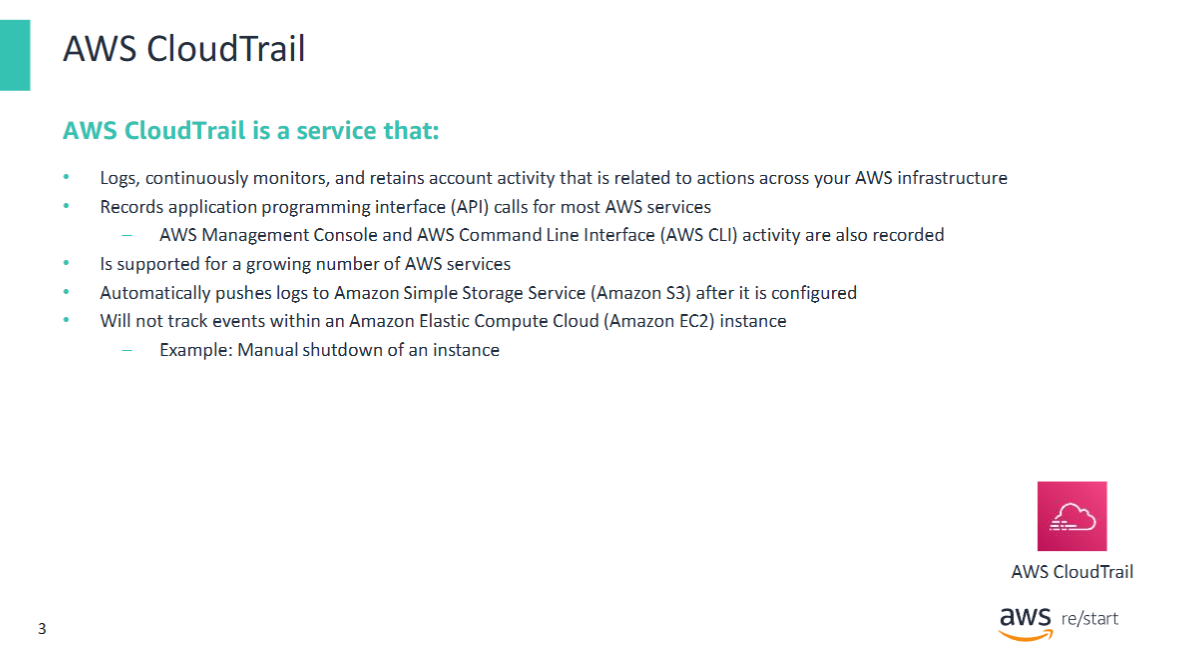 AWS CloudTrail
AWS CloudTrail is a service that:
• Logs, continuously monitors, and retains account activity that is related to actions across your AWS infrastructure
• Records application programming interface (API) calls for most AWS services
– AWS Management Console and AWS Command Line Interface (AWS CLI) activity are also recorded
• Is supported for a growing number of AWS services
• Automatically pushes logs to Amazon Simple Storage Service (Amazon S3) after it is configured
• Will not track events within an Amazon Elastic Compute Cloud (Amazon EC2) instance
– Example: Manual shutdown of an instance
AWS CloudTrail
aws re/start
3